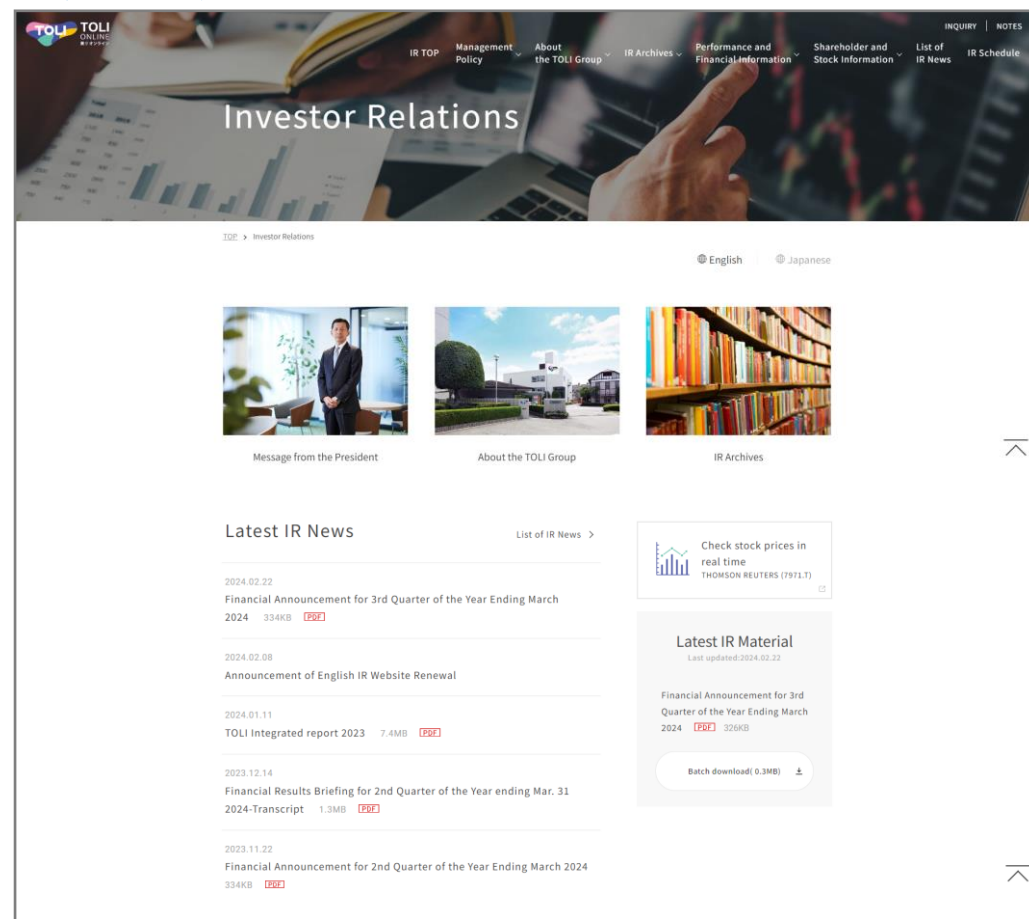 TOLI TOLI
ONLINE
東リオンライン
INQUIRY NOTES
IR TOP
Management
Policy
About
the TOLI Group
IR Archives
Performance and
Financial Information
Shareholder and
Stock Information
List of
IR News
IR Schedule
Investor Relations
TOP > Investor Relations
English Japanese
Message from the President
About the TOLI Group
IR Archives
Latest IR News
List of IR News >
2024.02.22
Financial Announcement for 3rd Quarter of the Year Ending March
2024 334KB PDF
2024.02.08
Announcement of English IR Website Renewal
2024.01.11
TOLI Integrated report 2023 7.4MB PDF
2023.12.14
Financial Results Briefing for 2nd Quarter of the Year ending Mar. 31
2024-Transcript 1.3MB PDF
2023.11.22
Financial Announcement for 2nd Quarter of the Year Ending March 2024
334KB PDF
Check stock prices in
real time
THOMSON REUTERS (7971.T)
Latest IR Material
Last updated:2024.02.22
Financial Announcement for 3rd
Quarter of the Year Ending March
2024 PDF 326KB
Batch download( 0.3MB)